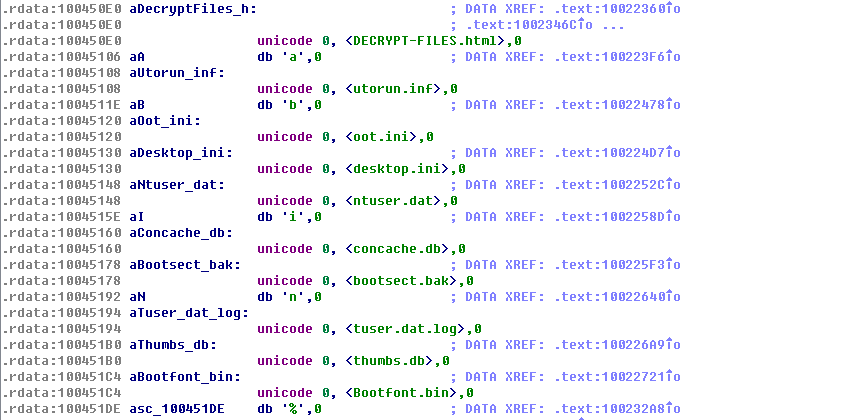 .rdata:100450E0 aDecryptFiles_h: ; DATA XREF: .text:10022360↑o
.rdata:100450E0 ; .text:1002346C↑o ...
.rdata:100450E0 unicode 0, <DECRYPT-FILES.html>,0
.rdata:10045106 aA db 'a',0 ; DATA XREF: .text:100223F6↑o
.rdata:10045108 aUtorun_inf:
.rdata:10045108 unicode 0, <utorun.inf>,0
.rdata:1004511E aB db 'b',0 ; DATA XREF: .text:10022478↑o
.rdata:10045120 aOot_ini:
.rdata:10045120 unicode 0, <oot.ini>,0
.rdata:10045130 aDesktop_ini: ; DATA XREF: .text:100224D7↑o
.rdata:10045130 unicode 0, <desktop.ini>,0
.rdata:10045148 aNtuser_dat: ; DATA XREF: .text:1002252C↑o
.rdata:10045148 unicode 0, <ntuser.dat>,0
.rdata:1004515E aI db 'i',0 ; DATA XREF: .text:1002258D↑o
.rdata:10045160 aConcache_db:
.rdata:10045160 unicode 0, <concache.db>,0
.rdata:10045178 aBootsect_bak: ; DATA XREF: .text:100225F3↑o
.rdata:10045178 unicode 0, <bootsect.bak>,0
.rdata:10045192 aN db 'n',0 ; DATA XREF: .text:10022640↑o
.rdata:10045194 aTuser_dat_log:
.rdata:10045194 unicode 0, <tuser.dat.log>,0
.rdata:100451B0 aThumbs_db: ; DATA XREF: .text:100226A9↑o
.rdata:100451B0 unicode 0, <thumbs.db>,0
.rdata:100451C4 aBootfont_bin: ; DATA XREF: .text:10022721↑o
.rdata:100451C4 unicode 0, <Bootfont.bin>,0
.rdata:100451DE asc_100451DE db '%',0 ; DATA XREF: .text:100232A8↑o